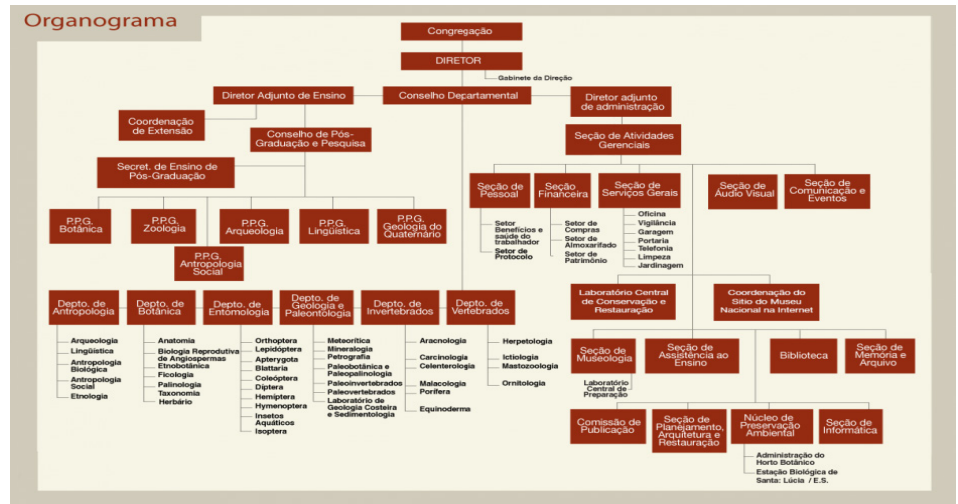 Organograma
Congregação
DIRETOR
Gabinete da Direção
Diretor Adjunto de Ensino
Conselho Departamental
Diretor adjunto
de administração
Coordenação
de Extensão
Conselho de Pós-
Graduação e Pesquisa
Seção de Atividades
Gerenciais
Secret. de Ensino de
Pós-Graduação
Seção de
Pessoal
Seção
Financeira
Seção de
Serviços Gerais
Seção de
Áudio Visual
Seção de
Comunicação e
Eventos
Setor
Benefícios e
saúde do
trabalhador
Setor de
Protocolo
Setor de
Compras
Setor de
Almoxarifado
Setor de
Patrimônio
Oficina
Vigilância
Garagem
Portaria
Telefonia
Limpeza
Jardinagem
P.P.G.
Botânica
P.P.G.
Zoologia
P.P.G.
Arqueologia
P.P.G.
Lingüística
P.P.G.
Geologia do
Quaternário
P.P.G.
Antropologia
Social
Depto. de
Antropologia
Depto. de
Botânica
Depto. de
Entomologia
Depto. de
Geologia e
Paleontologia
Depto. de
Invertebrados
Depto. de
Vertebrados
Arqueologia
Lingüística
Antropologia
Biológica
Antropologia
Social
Etnologia
Anatomia
Biologia Reprodutiva
de Angiospermas
Etnobotânica
Ficologia
Palinologia
Taxonomia
Herbário
Orthoptera
Lepidóptera
Apterygota
Blattaria
Coleóptera
Díptera
Hemíptera
Hymenoptera
Insetos
Aquáticos
Isoptera
Meteorítica
Mineralogia
Petrografia
Paleobotânica e
Paleopalinologia
Paleoinvertebrados
Paleovertebrados
Laboratório de
Geologia Costeira
e Sedimentologia
Aracnologia
Carcinologia
Celenterologia
Malacologia
Porífera
Equinoderma
Herpetologia
Ictiologia
Mastozoologia
Ornitologia
Laboratório Central
de Conservação e
Restauração
Coordenação do
Sítio do Museu
Nacional na Internet
Seção de
Museologia
Laboratório
Central de
Preparação
Seção de
Assistência ao
Ensino
Biblioteca
Seção de
Memória e
Arquivo
Comissão de
Publicação
Seção de
Planejamento,
Arquitetura e
Restauração
Núcleo de
Preservação
Ambiental
Seção de
Informática
Administração do
Horto Botânico
Estação Biológica de
Santa: Lúcia / E.S.